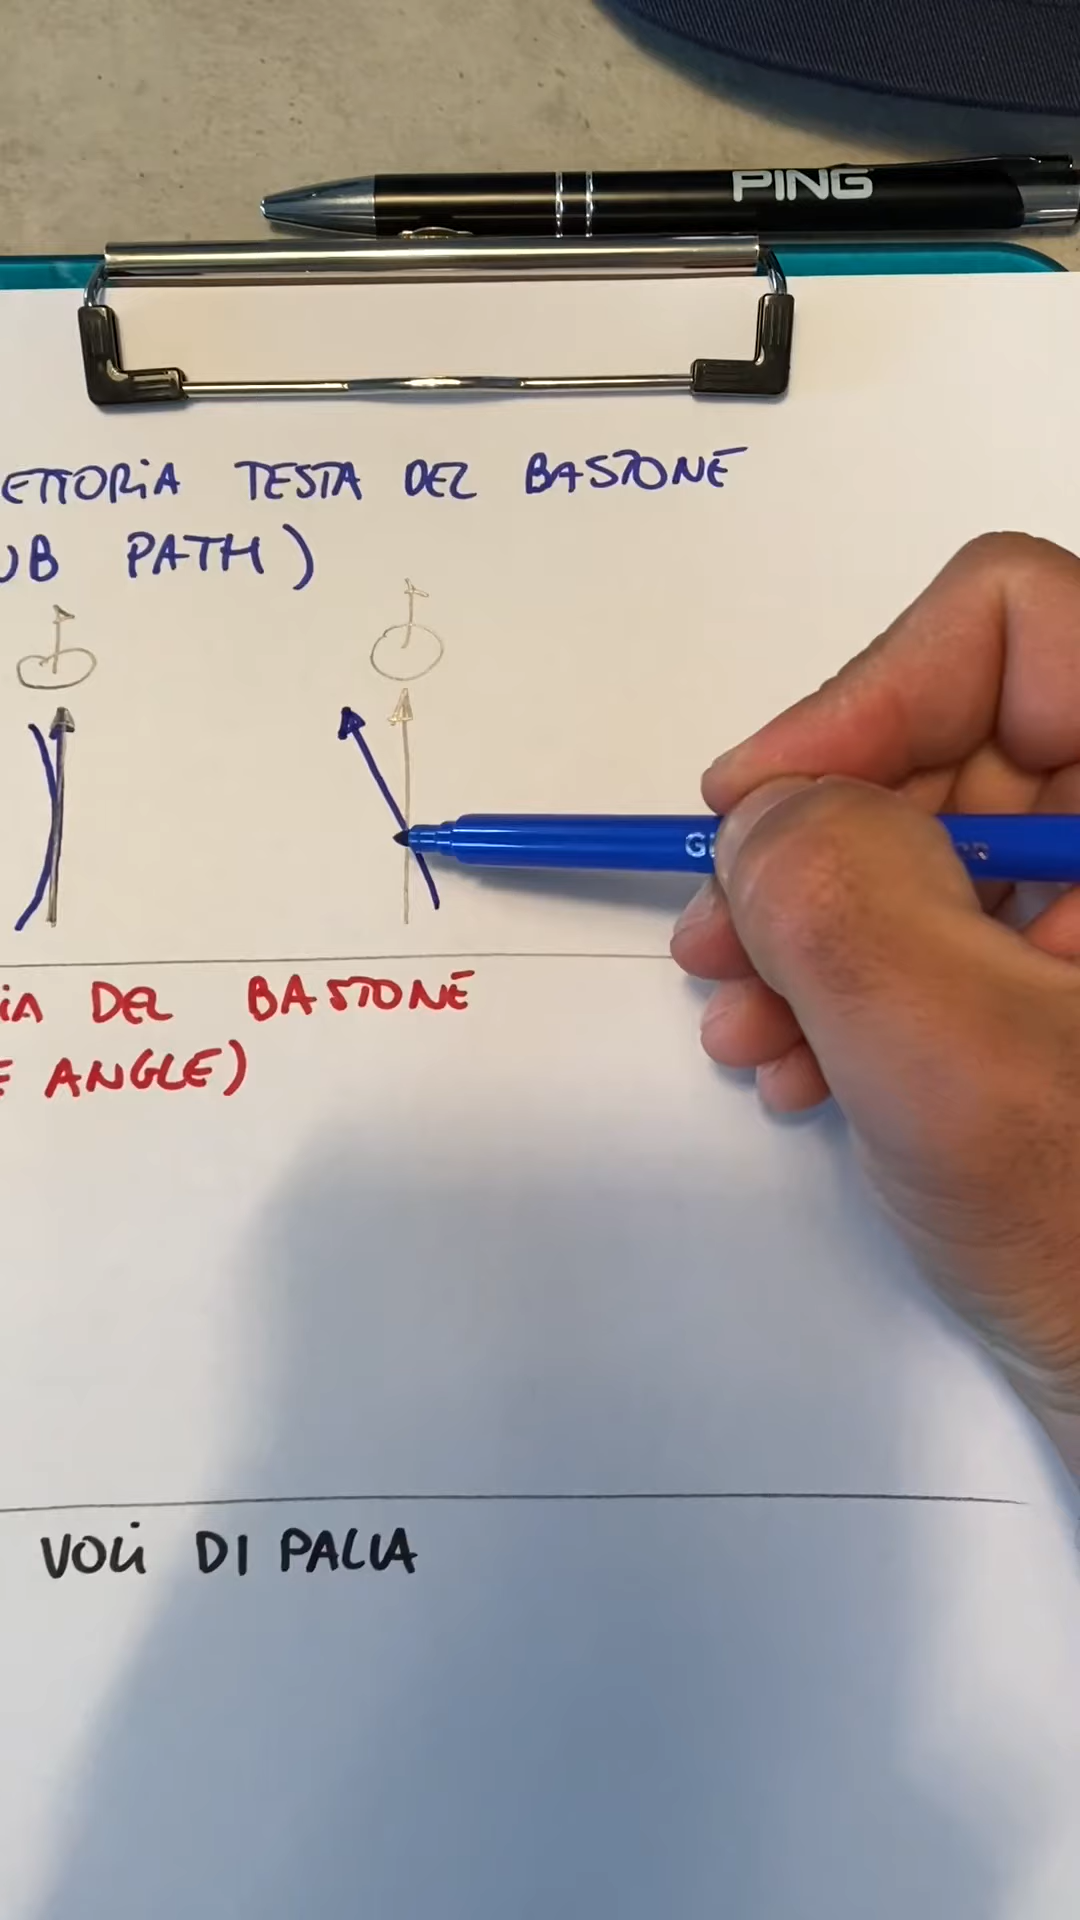 PING
ETTORIA TESTA DEL BASTONE
UB PATH)
IA DEL BASTONE
E ANGLE)
VOLI DI PALLA